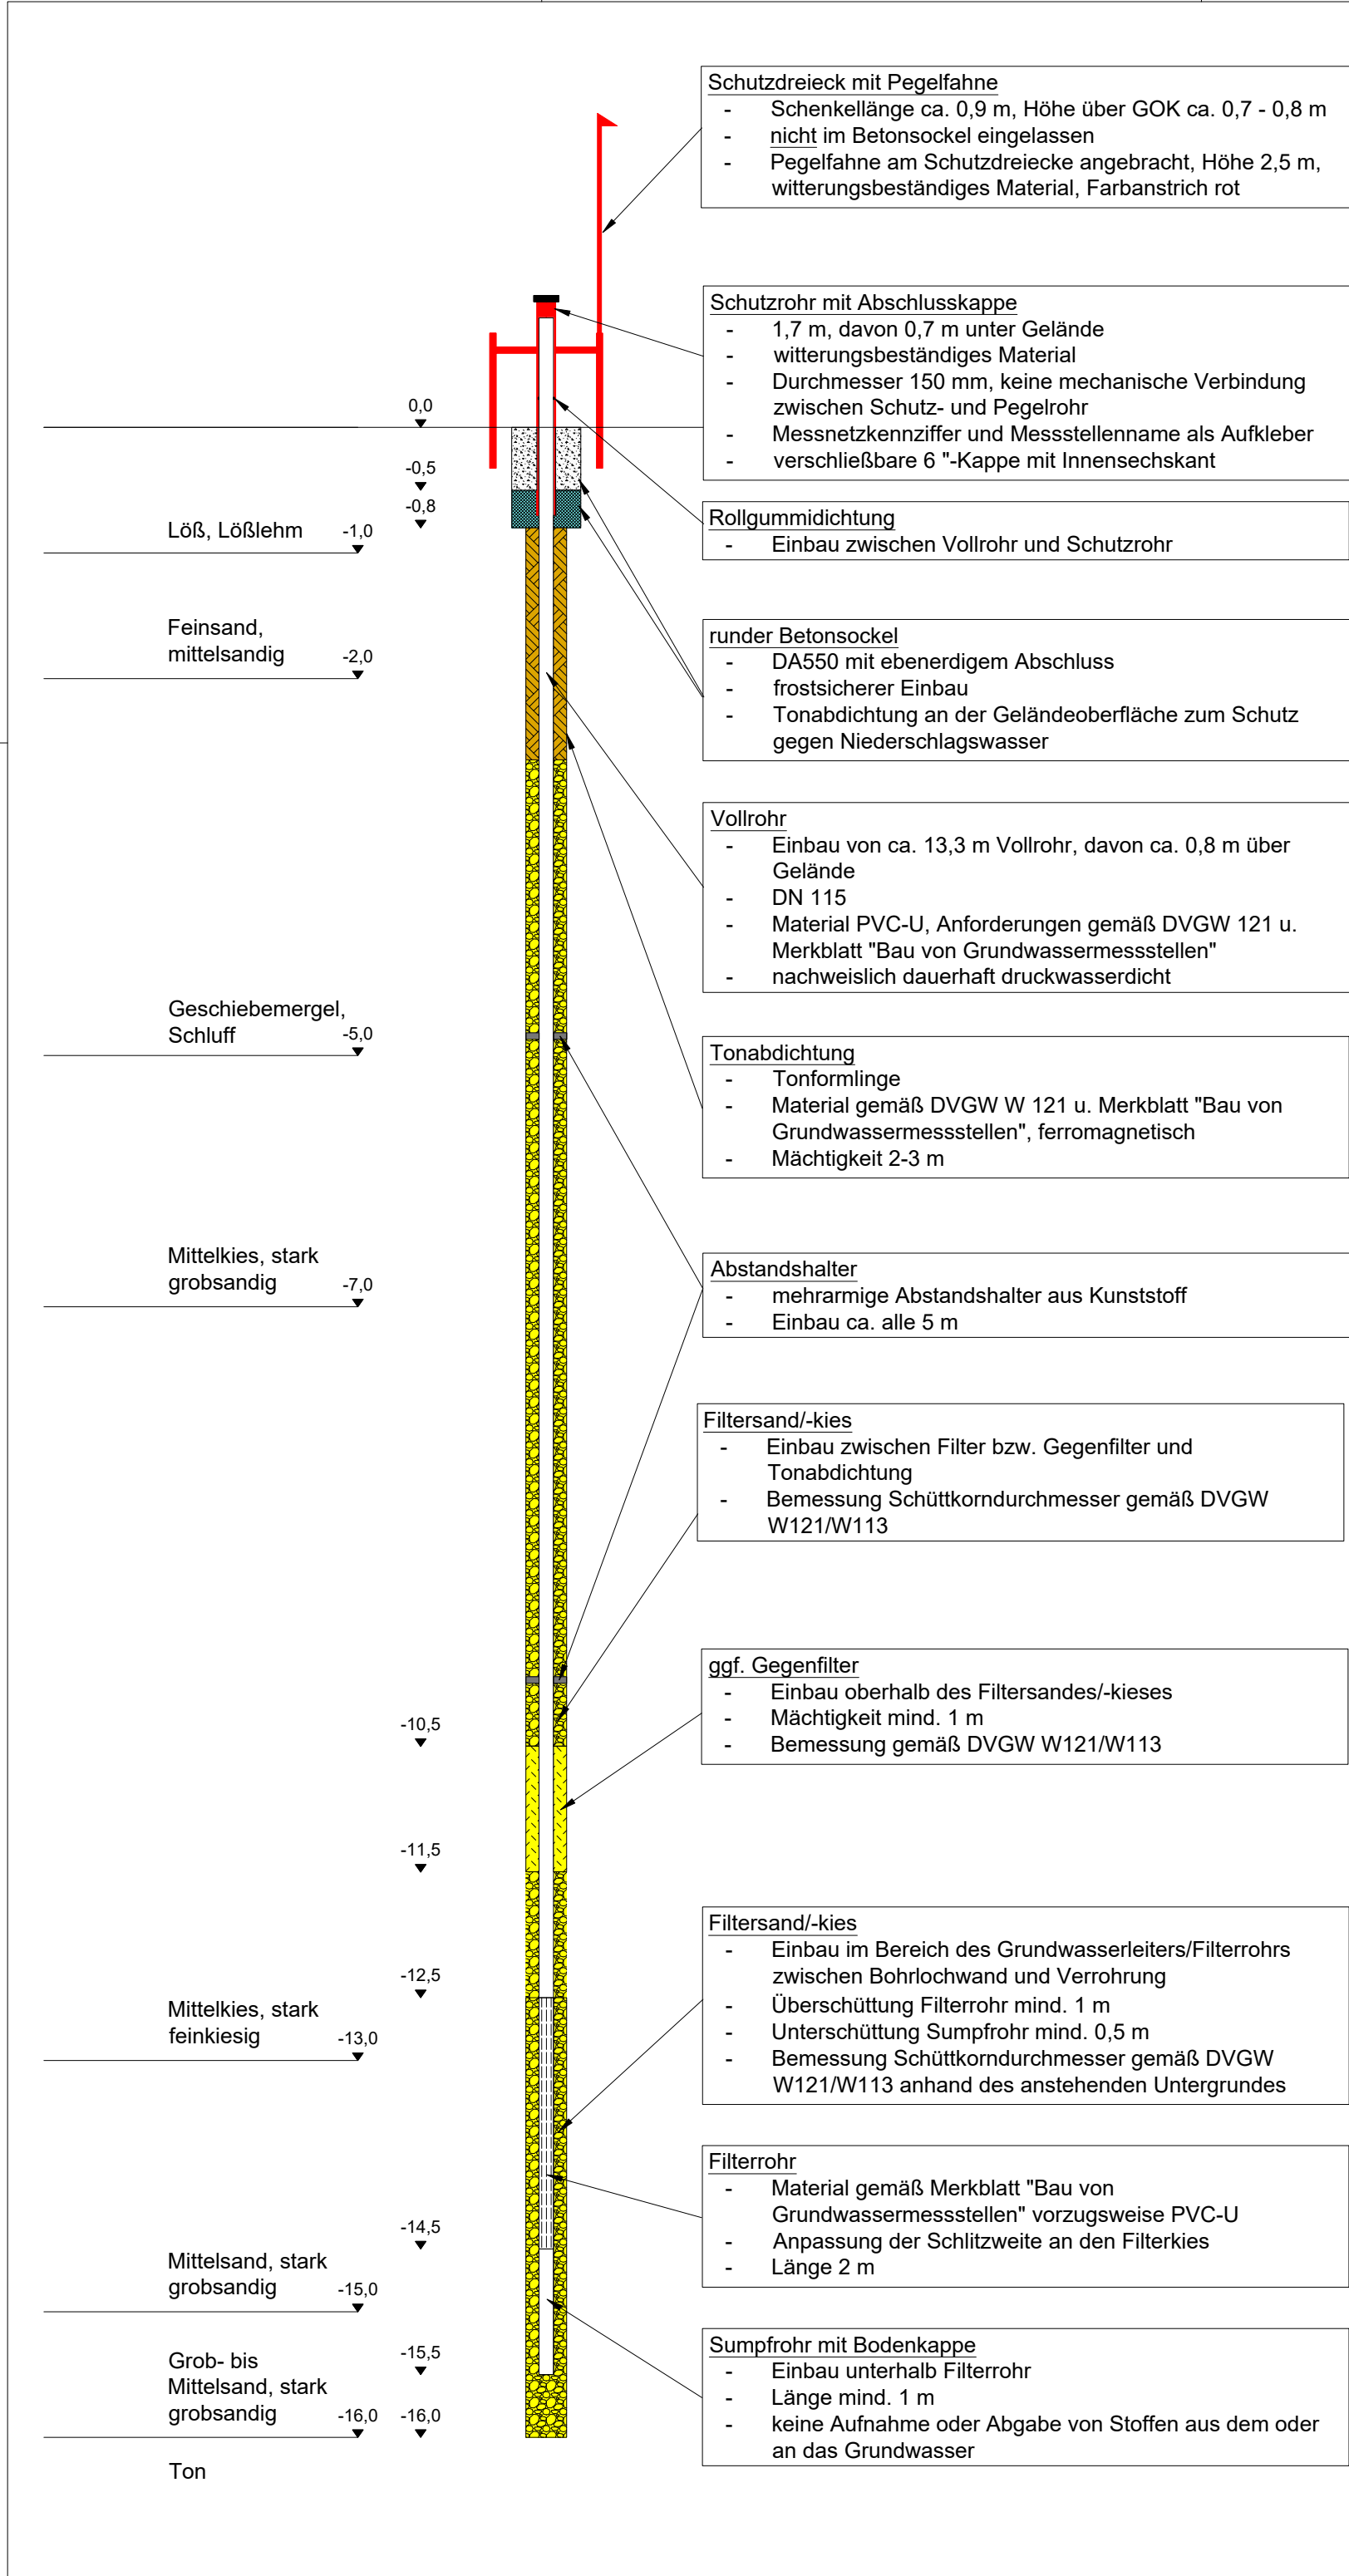 Schutzdreieck mit Pegelfahne
- Schenkellänge ca. 0,9 m, Höhe über GOK ca. 0,7 - 0,8 m
- nicht im Betonsockel eingelassen
- Pegelfahne am Schutzdreiecke angebracht, Höhe 2,5 m,
witterungsbeständiges Material, Farbanstrich rot
Schutzrohr mit Abschlusskappe
- 1,7 m, davon 0,7 m unter Gelände
- witterungsbeständiges Material
- Durchmesser 150 mm, keine mechanische Verbindung
zwischen Schutz- und Pegelrohr
- Messnetzkennziffer und Messstellenname als Aufkleber
- verschließbare 6 "-Kappe mit Innensechskant
0,0
-0,5
-0,8
Löß, Lößlehm -1,0
Rollgummidichtung
- Einbau zwischen Vollrohr und Schutzrohr
Feinsand,
mittelsandig -2,0
runder Betonsockel
- DA550 mit ebenerdigem Abschluss
- frostsicherer Einbau
- Tonabdichtung an der Geländeoberfläche zum Schutz
gegen Niederschlagswasser
Vollrohr
- Einbau von ca. 13,3 m Vollrohr, davon ca. 0,8 m über
Gelände
- DN 115
- Material PVC-U, Anforderungen gemäß DVGW 121 u.
Merkblatt "Bau von Grundwassermessstellen"
- nachweislich dauerhaft druckwasserdicht
Geschiebemergel,
Schluff -5,0
Tonabdichtung
- Tonformlinge
- Material gemäß DVGW W 121 u. Merkblatt "Bau von
Grundwassermessstellen", ferromagnetisch
- Mächtigkeit 2-3 m
Mittelkies, stark
grobsandig -7,0
Abstandshalter
- mehrarmige Abstandshalter aus Kunststoff
- Einbau ca. alle 5 m
Filtersand/-kies
- Einbau zwischen Filter bzw. Gegenfilter und
Tonabdichtung
- Bemessung Schüttkorndurchmesser gemäß DVGW
W121/W113
ggf. Gegenfilter
- Einbau oberhalb des Filtersandes/-kieses
- Mächtigkeit mind. 1 m
- Bemessung gemäß DVGW W121/W113
-10,5
-11,5
-12,5
Filtersand/-kies
- Einbau im Bereich des Grundwasserleiters/Filterrohrs
zwischen Bohrlochwand und Verrohrung
- Überschüttung Filterrohr mind. 1 m
- Unterschüttung Sumpfrohr mind. 0,5 m
- Bemessung Schüttkorndurchmesser gemäß DVGW
W121/W113 anhand des anstehenden Untergrundes
Mittelkies, stark
feinkiesig -13,0
Filterrohr
- Material gemäß Merkblatt "Bau von
Grundwassermessstellen" vorzugsweise PVC-U
- Anpassung der Schlitzweite an den Filterkies
- Länge 2 m
-14,5
Mittelsand, stark
grobsandig -15,0
Sumpfrohr mit Bodenkappe
- Einbau unterhalb Filterrohr
- Länge mind. 1 m
- keine Aufnahme oder Abgabe von Stoffen aus dem oder
an das Grundwasser
-15,5
Grob- bis
Mittelsand, stark
grobsandig -16,0 -16,0
Ton